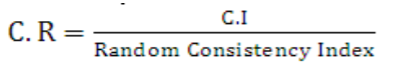 C. R = C.I
Random Consistency Index